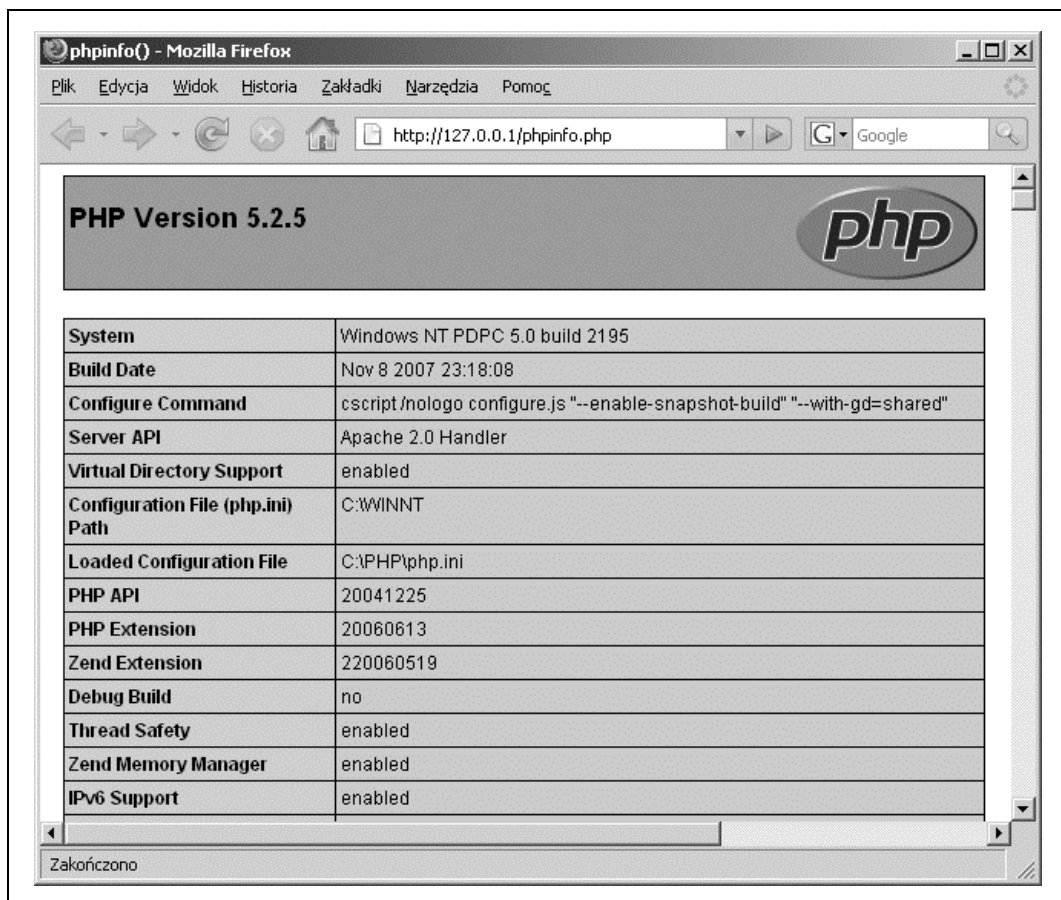 phpinfo() - Mozilla Firefox
Plik Edycja Widok Historia Zakładki Narzędzia Pomoc
http://127.0.0.1/phpinfo.php G Google
PHP Version 5.2.5
php
System Windows NT PDPC 5.0 build 2195
Build Date Nov 8 2007 23:18:08
Configure Command cscript /nologo configure.js "--enable-snapshot-build" "--with-gd=shared"
Server API Apache 2.0 Handler
Virtual Directory Support enabled
Configuration File (php.ini)
Path C:\WINNT
Loaded Configuration File C:\PHP\php.ini
PHP API 20041225
PHP Extension 20060613
Zend Extension 220060519
Debug Build no
Thread Safety enabled
Zend Memory Manager enabled
IPv6 Support enabled
Zakończono